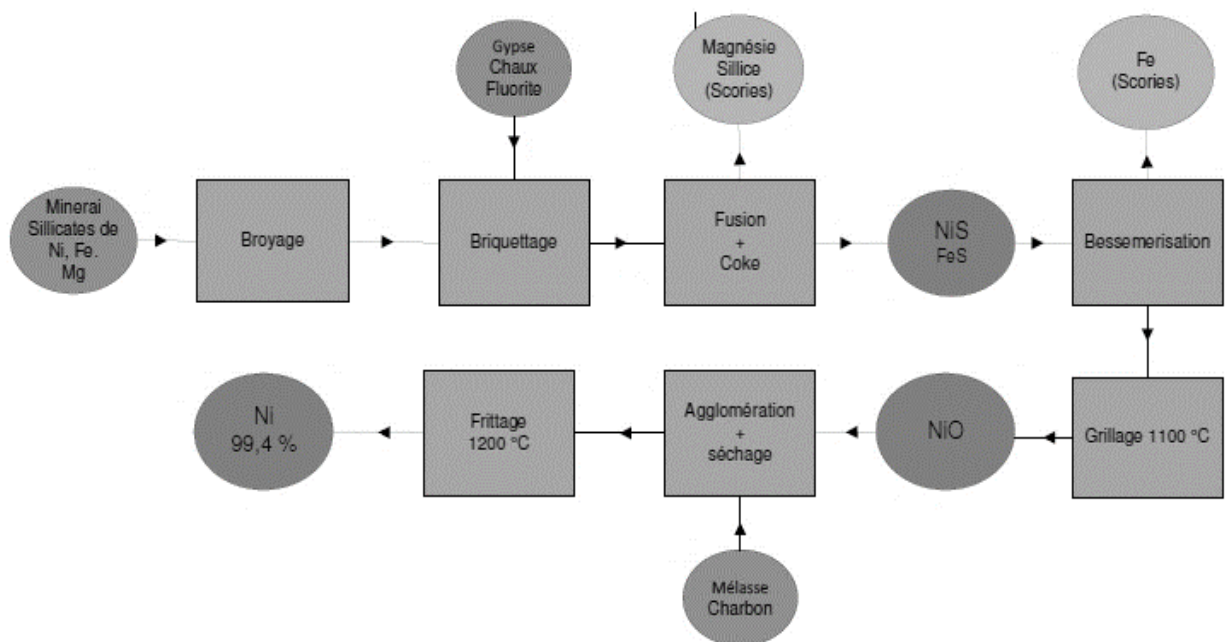 Gypse
Chaux
Fluorite
Magnésie
Sillice
(Scories)
Fe
(Scories)
Minerai
Sillicates de
Ni, Fe.
Mg
Broyage
Briquettage
Fusion
+
Coke
NiS
FeS
Bessemerisation
Ni
99,4 %
Frittage
1200 °C
Agglomération
+
séchage
NiO
Grillage 1100 °C
Mélasse
Charbon